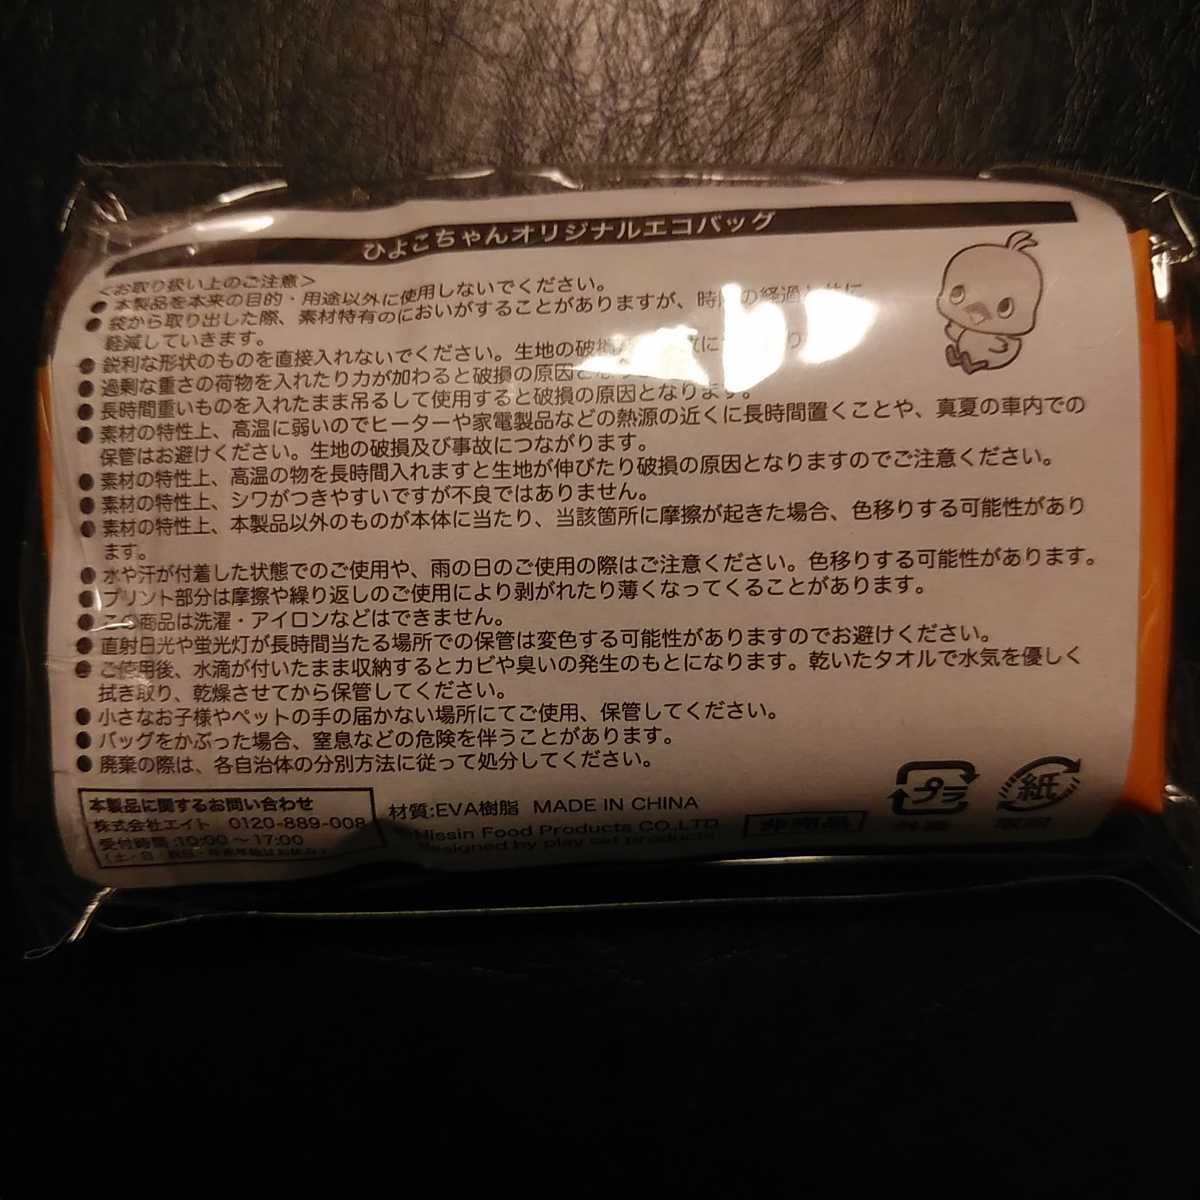 ひよこちゃんオリジナルエコバッグ
＜お取り扱い上のご注意＞
● 本製品を本来の目的・用途以外に使用しないでください。
● 袋から取り出した際、素材特有のにおいがすることがありますが、時 の経過
軽減していきます。
● 鋭利な形状のものを直接入れないでください。生地の破損
● 過剰な重さの荷物を入れたり力が加わると破損の原因と
● 長時間重いものを入れたまま吊るして使用すると破損の原因となります。
● 素材の特性上、高温に弱いのでヒーターや家電製品などの熱源の近くに長時間置くことや、真夏の車内での
保管はお避けください。生地の破損及び事故につながります。
● 素材の特性上、高温の物を長時間入れますと生地が伸びたり破損の原因となりますのでご注意ください。
● 素材の特性上、シワがつきやすいですが不良ではありません。
● 素材の特性上、本製品以外のものが本体に当たり、当該箇所に摩擦が起きた場合、色移りする可能性があり
ます。
● 水や汗が付着した状態でのご使用や、雨の日のご使用の際はご注意ください。色移りする可能性があります。
● プリント部分は摩擦や繰り返しのご使用により剥がれたり薄くなってくることがあります。
● この商品は洗濯・アイロンなどはできません。
● 直射日光や蛍光灯が長時間当たる場所での保管は変色する可能性がありますのでお避けください。
● ご使用後、水滴が付いたまま収納するとカビや臭いの発生のもとになります。乾いたタオルで水気を優しく
拭き取り、乾燥させてから保管してください。
● 小さなお子様やペットの手の届かない場所にてご使用、保管してください。
● バッグをかぶった場合、窒息などの危険を伴うことがあります。
● 廃棄の際は、各自治体の分別方法に従って処分してください。
本製品に関するお問い合わせ
株式会社エイト 0120-889-008
受付時間:10:00～17:00
材質:EVA樹脂 MADE IN CHINA
Nissin Food Products CO.,LTD
designed by play set products
非売品
プラ
紙